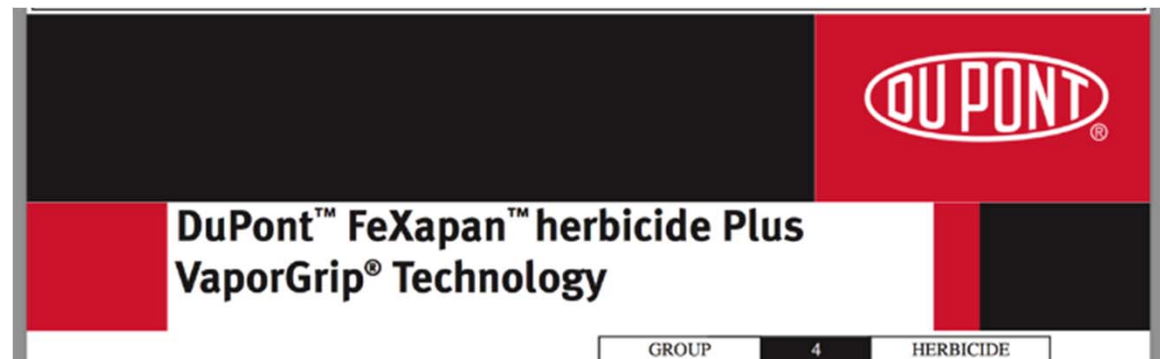 DU PONT®
DuPont™ FeXapan™ herbicide Plus
VaporGrip® Technology
GROUP 4 HERBICIDE